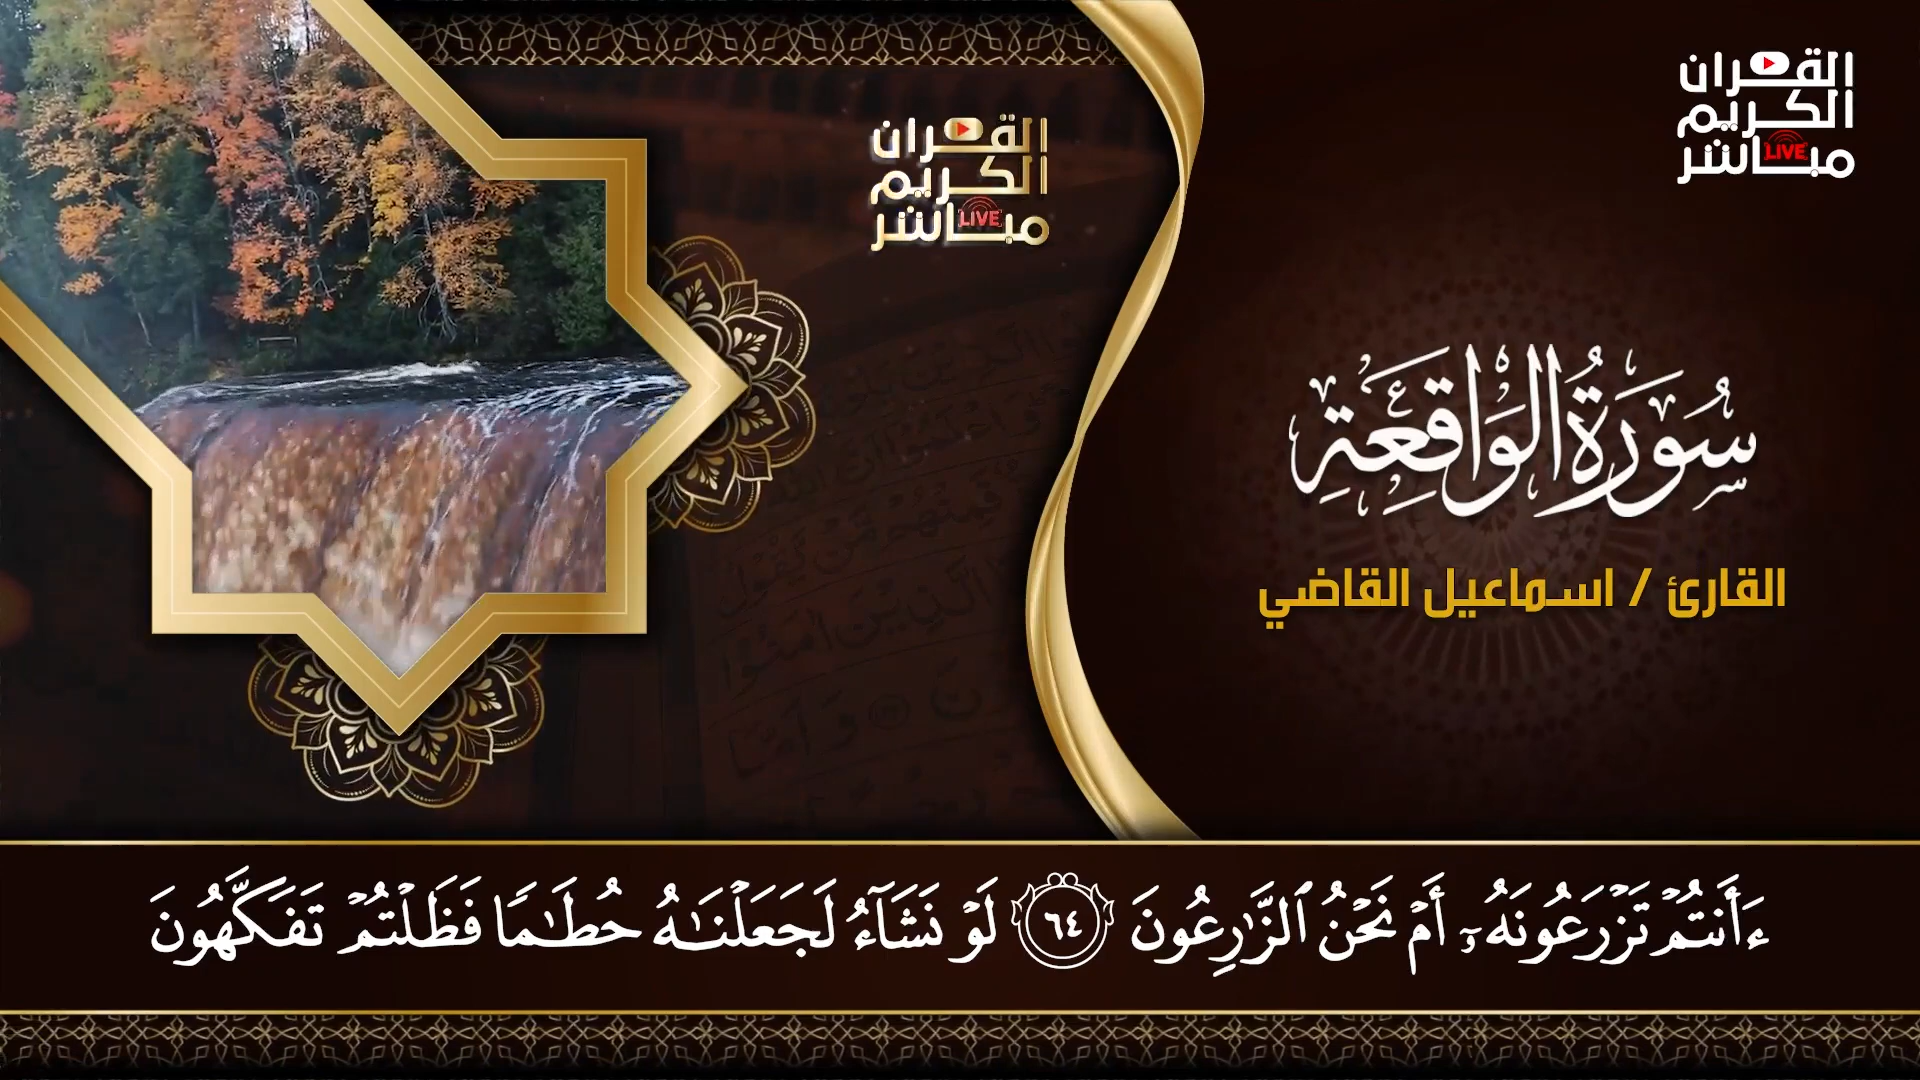 القرآن
الكريم
مباشر
LIVE
القرآن
الكريم
مباشر
LIVE
سُورَةُ الوَاقِعَةِ
القارئ / اسماعيل القاضي
ءَأَنتُمْ تَزْرَعُونَهُۥٓ أَمْ نَحْنُ ٱلزَّٰرِعُونَ ٦٤ لَوْ نَشَآءُ لَجَعَلْنَٰهُ حُطَٰمًا فَظَلْتُمْ تَفَكَّهُونَ